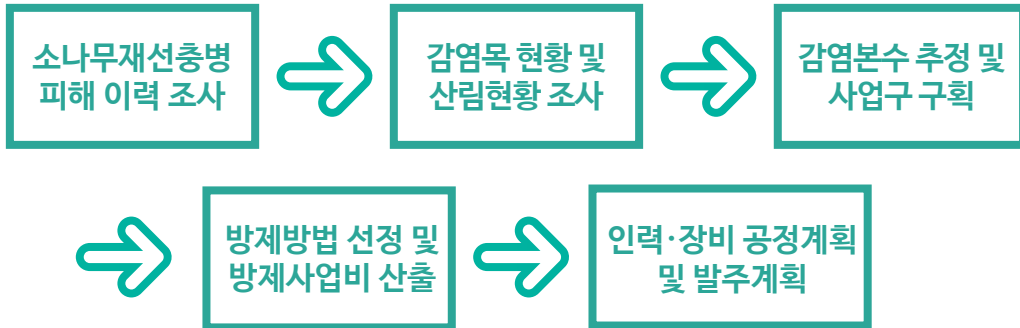 소나무재선충병
피해 이력 조사
감염목 현황 및
산림현황 조사
감염본수 추정 및
사업구 구획
방제방법 선정 및
방제사업비 산출
인력·장비 공정계획
및 발주계획